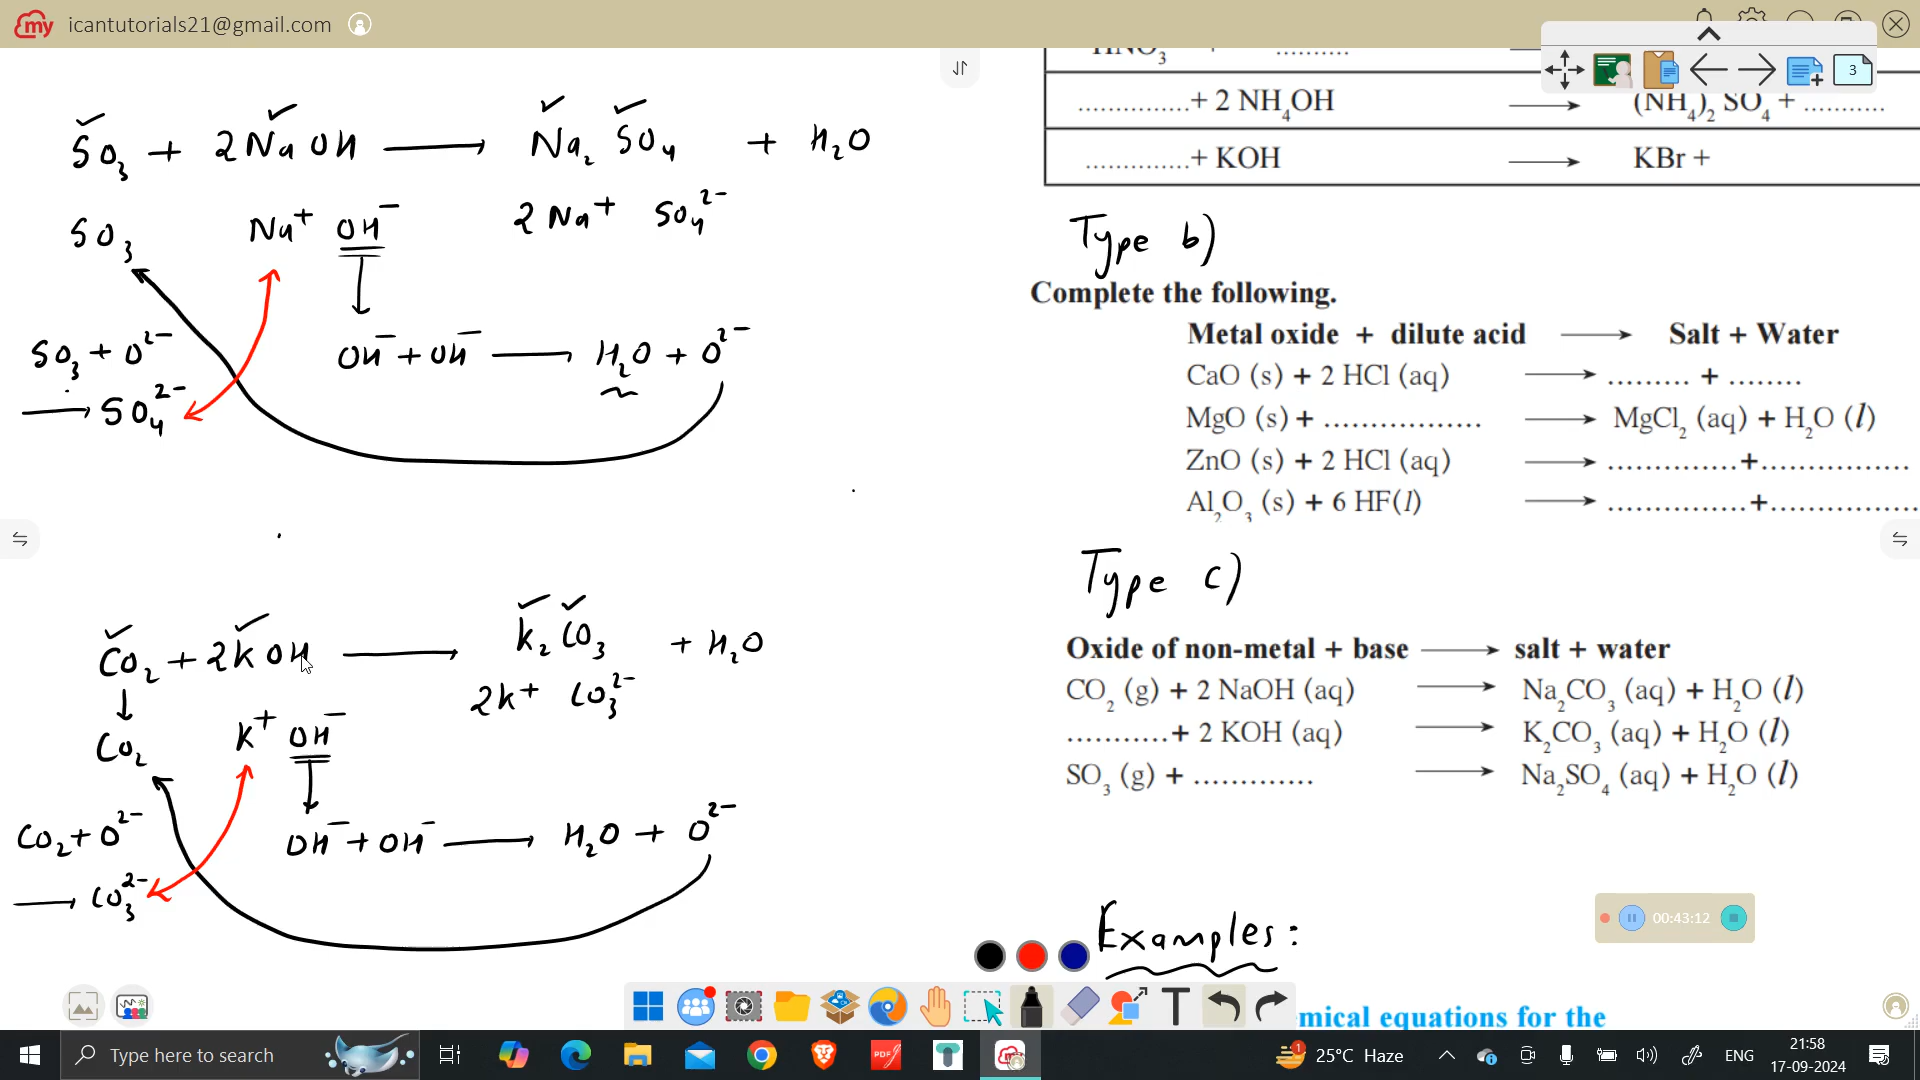 my icantutorials21@gmail.com
SO3 + 2NaOH → Na2 SO4 + H2O
SO3 Na+ OH− 2Na+ SO4 2−
SO3 + O2− OH− + OH− → H2O + O2−
→ SO4 2−
CO2 + 2KOH → K2CO3 + H2O
2K+ CO3 2−
CO2 K+ OH−
CO2 + O2− OH− + OH− → H2O + O2−
→ CO3 2−
HNO3 + ..........
..............+ 2 NH4OH → (NH4)2 SO4 + ...........
..............+ KOH → KBr +
Type b)
Complete the following.
Metal oxide + dilute acid → Salt + Water
CaO (s) + 2 HCl (aq) → ......... + ........
MgO (s) + ................. → MgCl2 (aq) + H2O (l)
ZnO (s) + 2 HCl (aq) → ..............+................
Al2O3 (s) + 6 HF(l) → ...............+................
Type c)
Oxide of non-metal + base → salt + water
CO2 (g) + 2 NaOH (aq) → Na2CO3 (aq) + H2O (l)
...........+ 2 KOH (aq) → K2CO3 (aq) + H2O (l)
SO3 (g) + ............. → Na2SO4 (aq) + H2O (l)
Examples:
mical equations for the
3
00:43:12
T
Type here to search
PDF
1
25°C Haze
ENG
21:58
17-09-2024